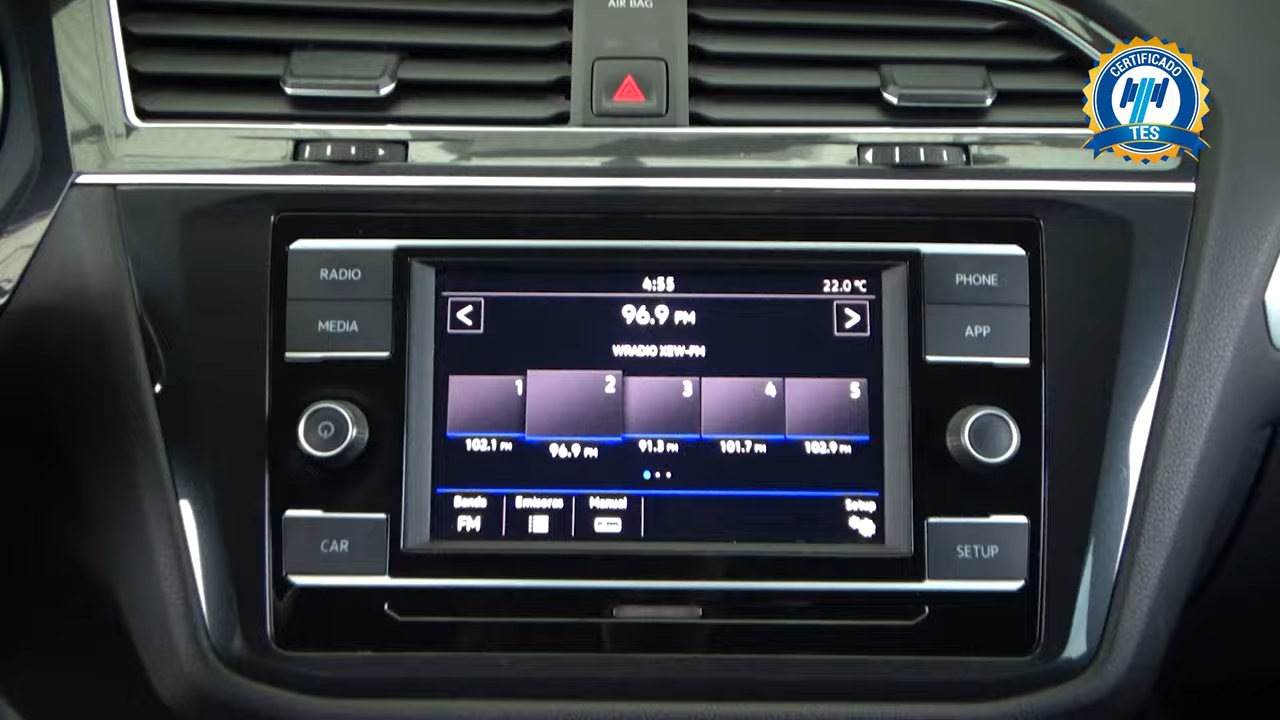 AIR BAG
CERTIFICADO
TES
RADIO
MEDIA
PHONE
APP
4:55
22.0 °C
96.9 FM
WRADIO XEW-FM
1
2
3
4
5
102.1 FM
96.9 FM
91.3 FM
101.7 FM
102.9 FM
Banda
FM
Emisoras
Manual
Setup
CAR
SETUP